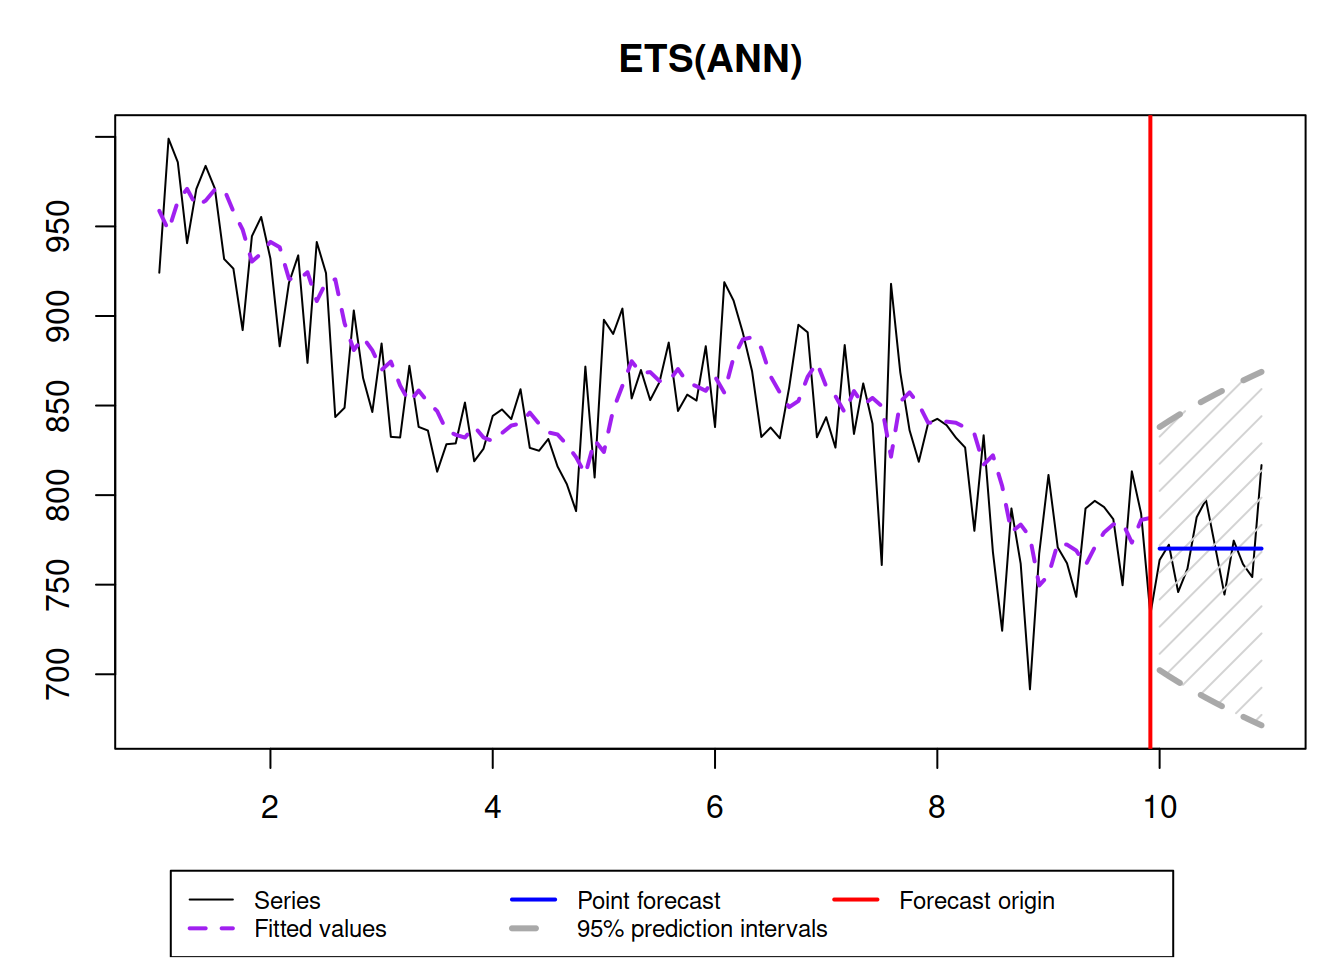 ETS(ANN)
950
900
850
800
750
700
2 4 6 8 10
Series Point forecast Forecast origin
Fitted values 95% prediction intervals